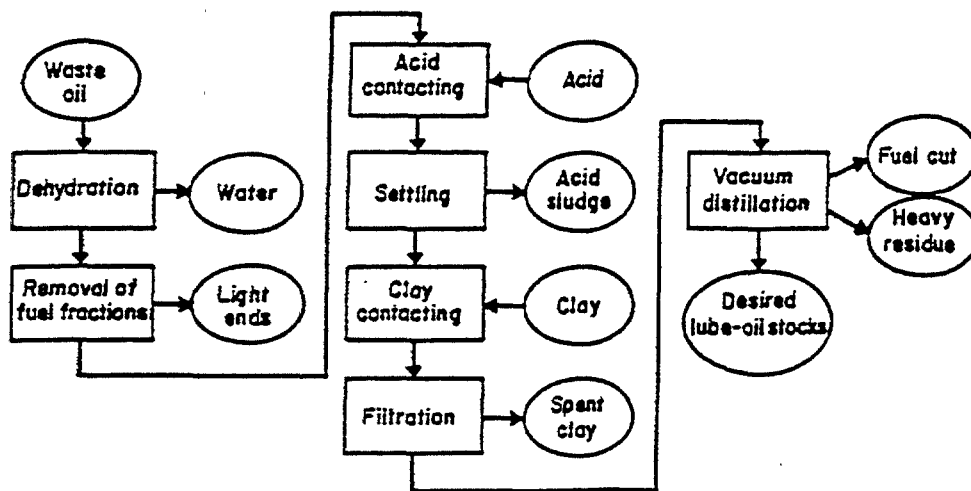 Waste
oil
Dehydration
Water
Removal of
fuel fractions
Light
ends
Acid
contacting
Acid
Settling
Acid
sludge
Clay
contacting
Clay
Filtration
Spent
clay
Vacuum
distillation
Fuel cut
Heavy
residue
Desired
lube-oil stocks